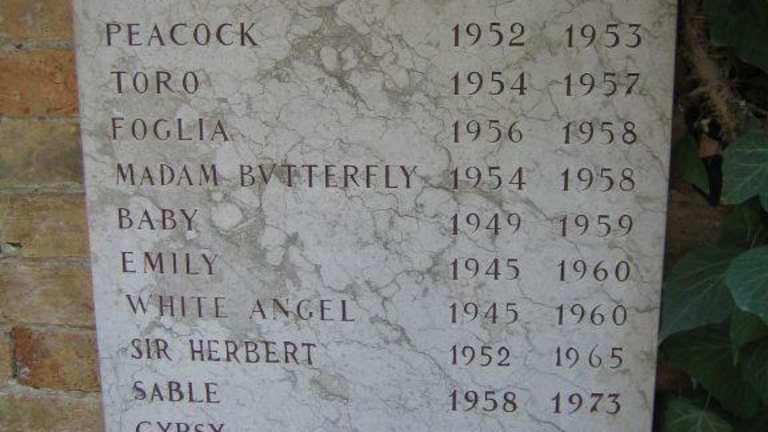 PEACOCK 1952 1953
TORO 1954 1957
FOGLIA 1956 1958
MADAM BVTTERFLY 1954 1958
BABY 1949 1959
EMILY 1945 1960
WHITE ANGEL 1945 1960
SIR HERBERT 1952 1965
SABLE 1958 1973
GYPSY